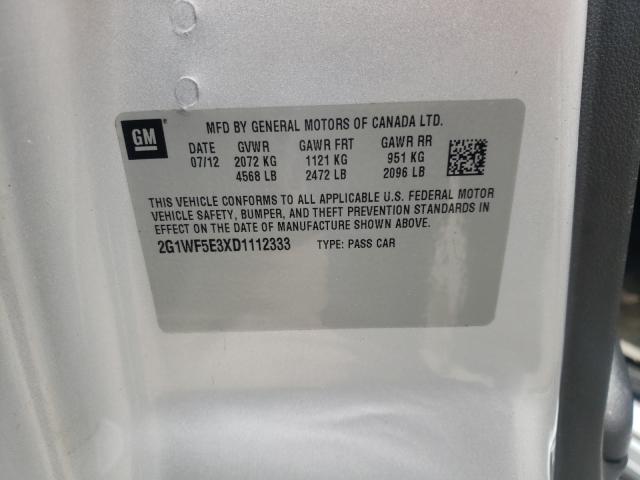 GM
MFD BY GENERAL MOTORS OF CANADA LTD.
DATE GVWR GAWR FRT GAWR RR
07/12 2072 KG 1121 KG 951 KG
4568 LB 2472 LB 2096 LB
THIS VEHICLE CONFORMS TO ALL APPLICABLE U.S. FEDERAL MOTOR
VEHICLE SAFETY, BUMPER, AND THEFT PREVENTION STANDARDS IN
EFFECT ON THE DATE OF MANUFACTURE SHOWN ABOVE.
2G1WF5E3XD1112333 TYPE: PASS CAR